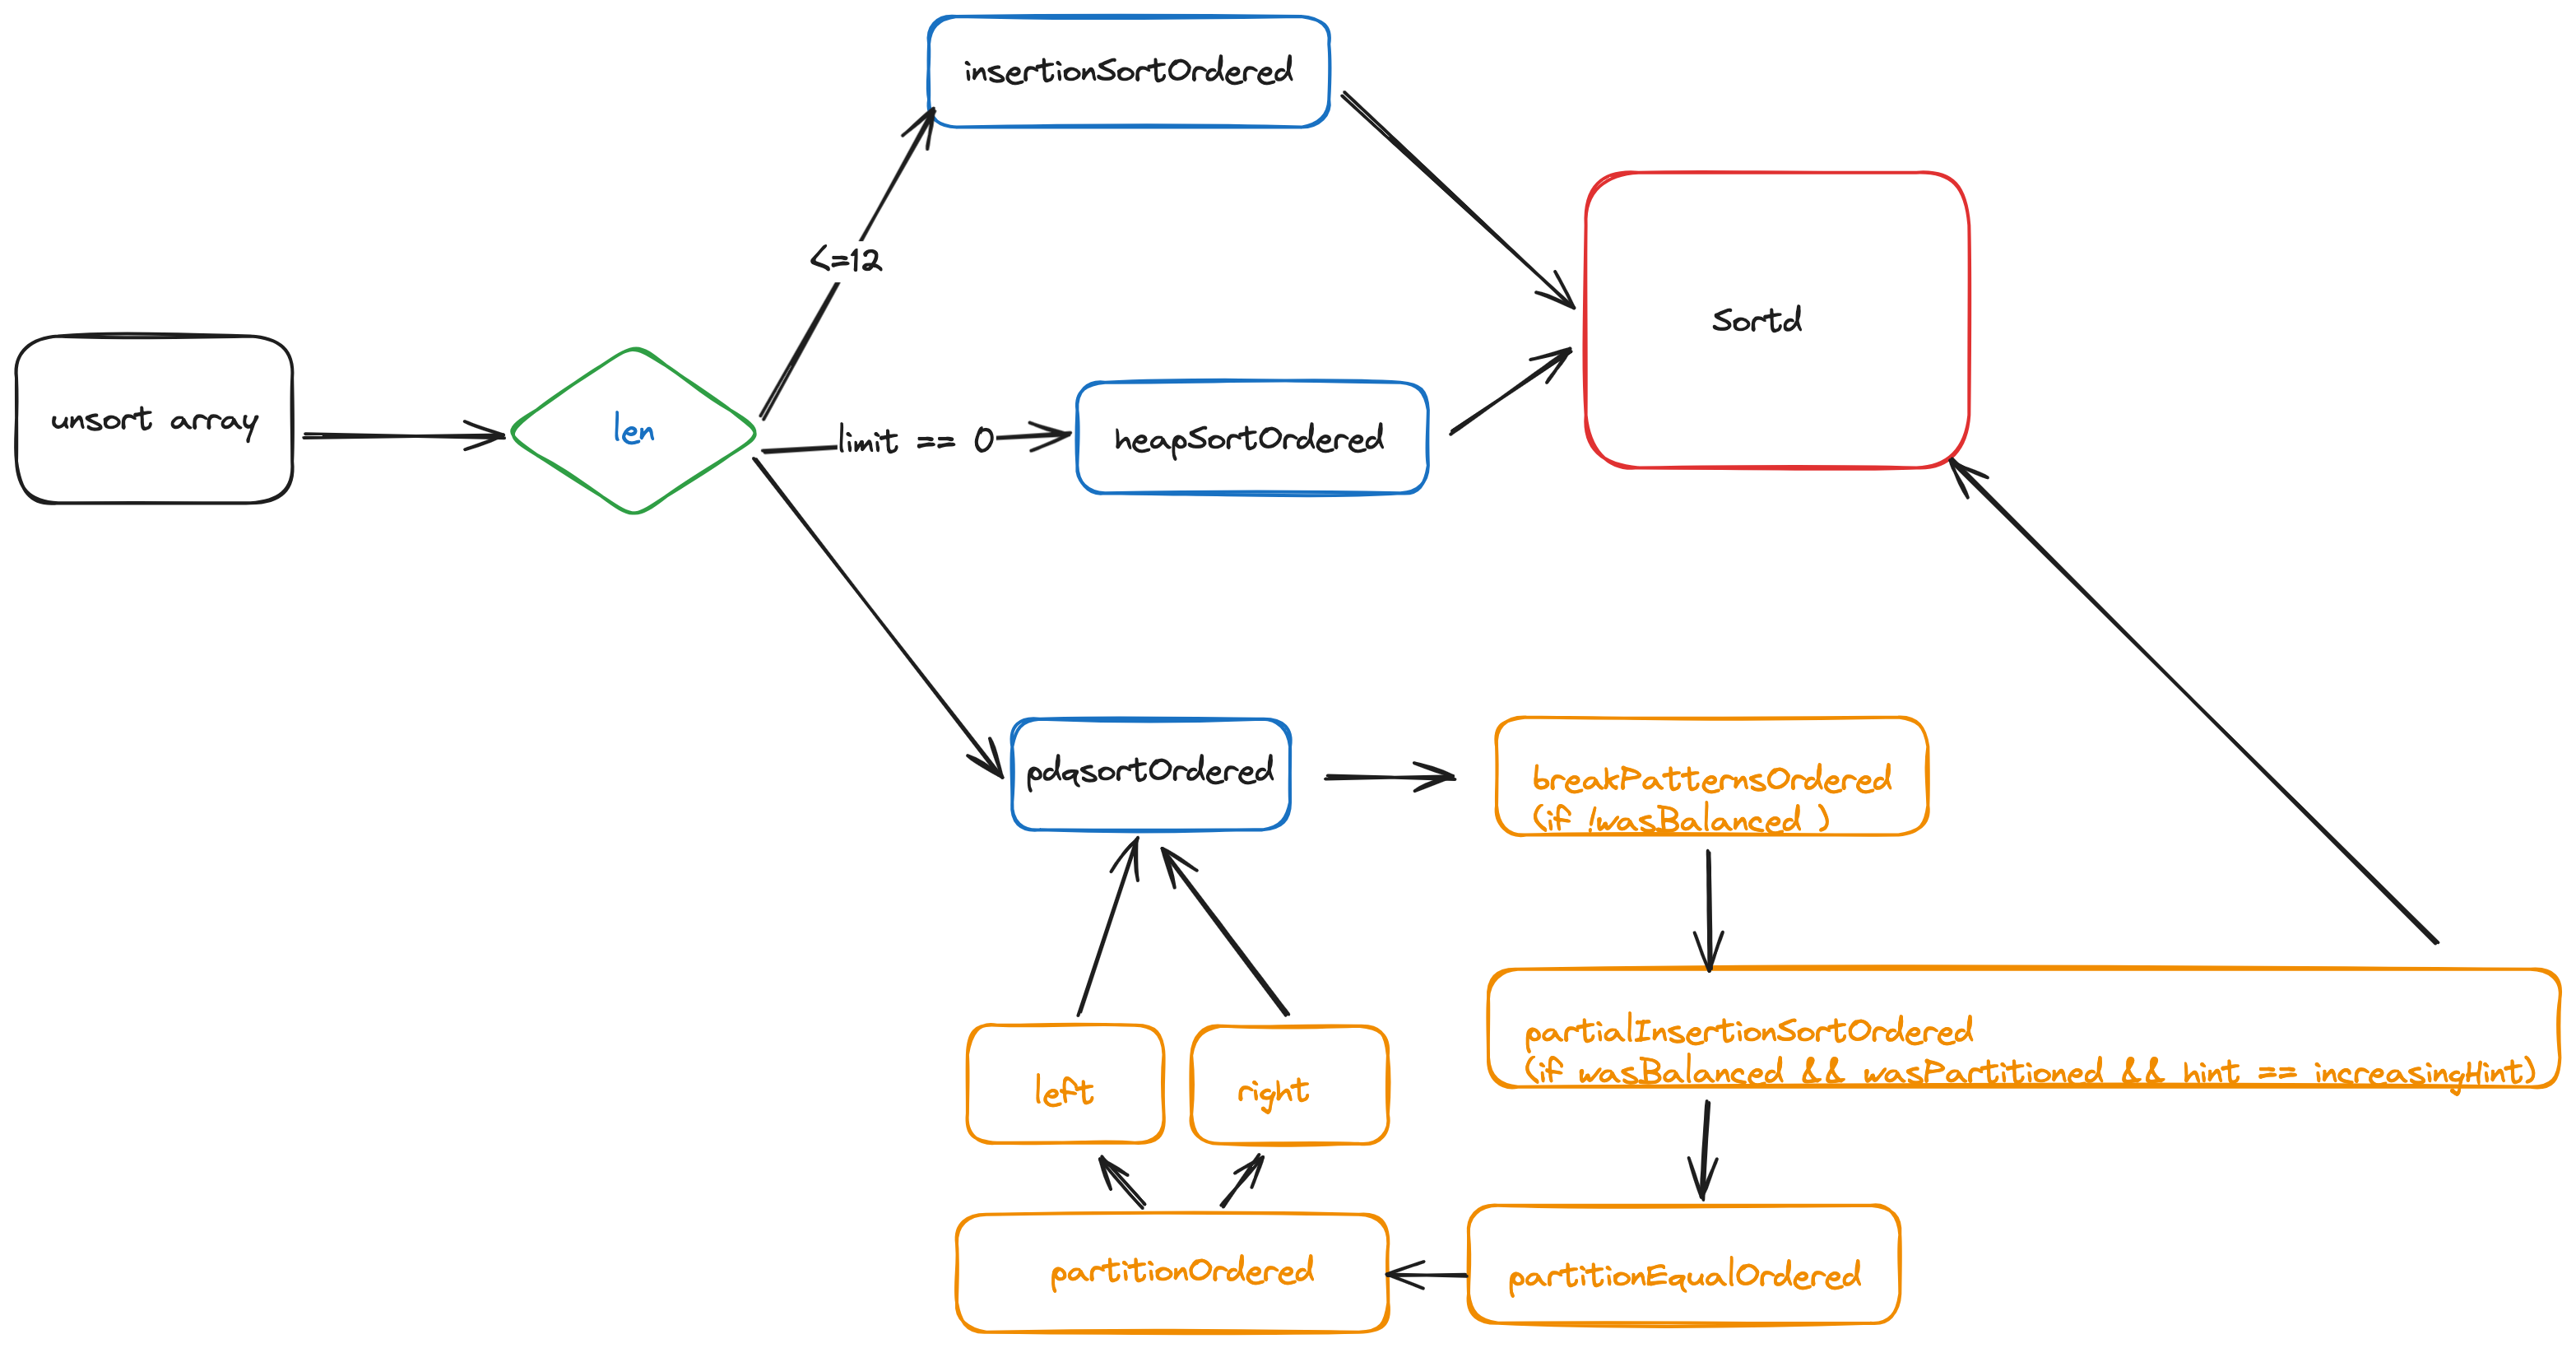 insertionSortOrdered
<=12
Sortd
unsort array
len
limit == 0
heapSortOrdered
pdqsortOrdered
breakPatternsOrdered
(if !wasBalanced )
partialInsertionSortOrdered
(if wasBalanced && wasPartitioned && hint == increasingHint)
left
right
partitionOrdered
partitionEqualOrdered